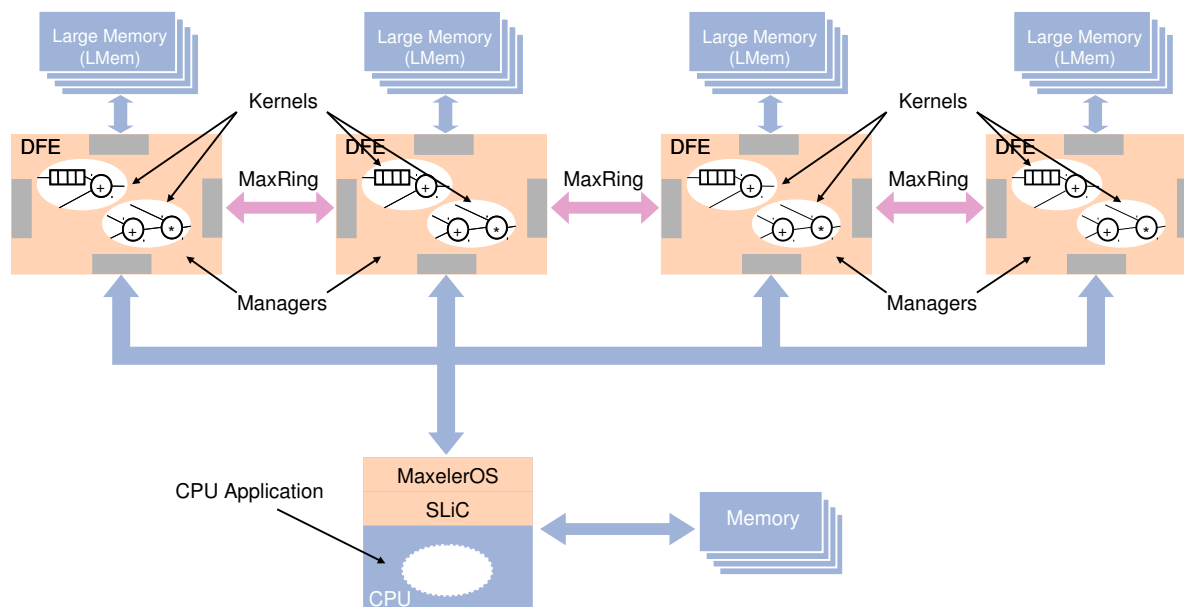 Large Memory
(LMem)
Large Memory
(LMem)
Large Memory
(LMem)
Large Memory
(LMem)
Kernels
Kernels
DFE
DFE
DFE
DFE
+
+
+
+
MaxRing
MaxRing
MaxRing
+ *
+ *
+ *
+ *
Managers
Managers
MaxelerOS
CPU Application
SLiC
Memory
CPU